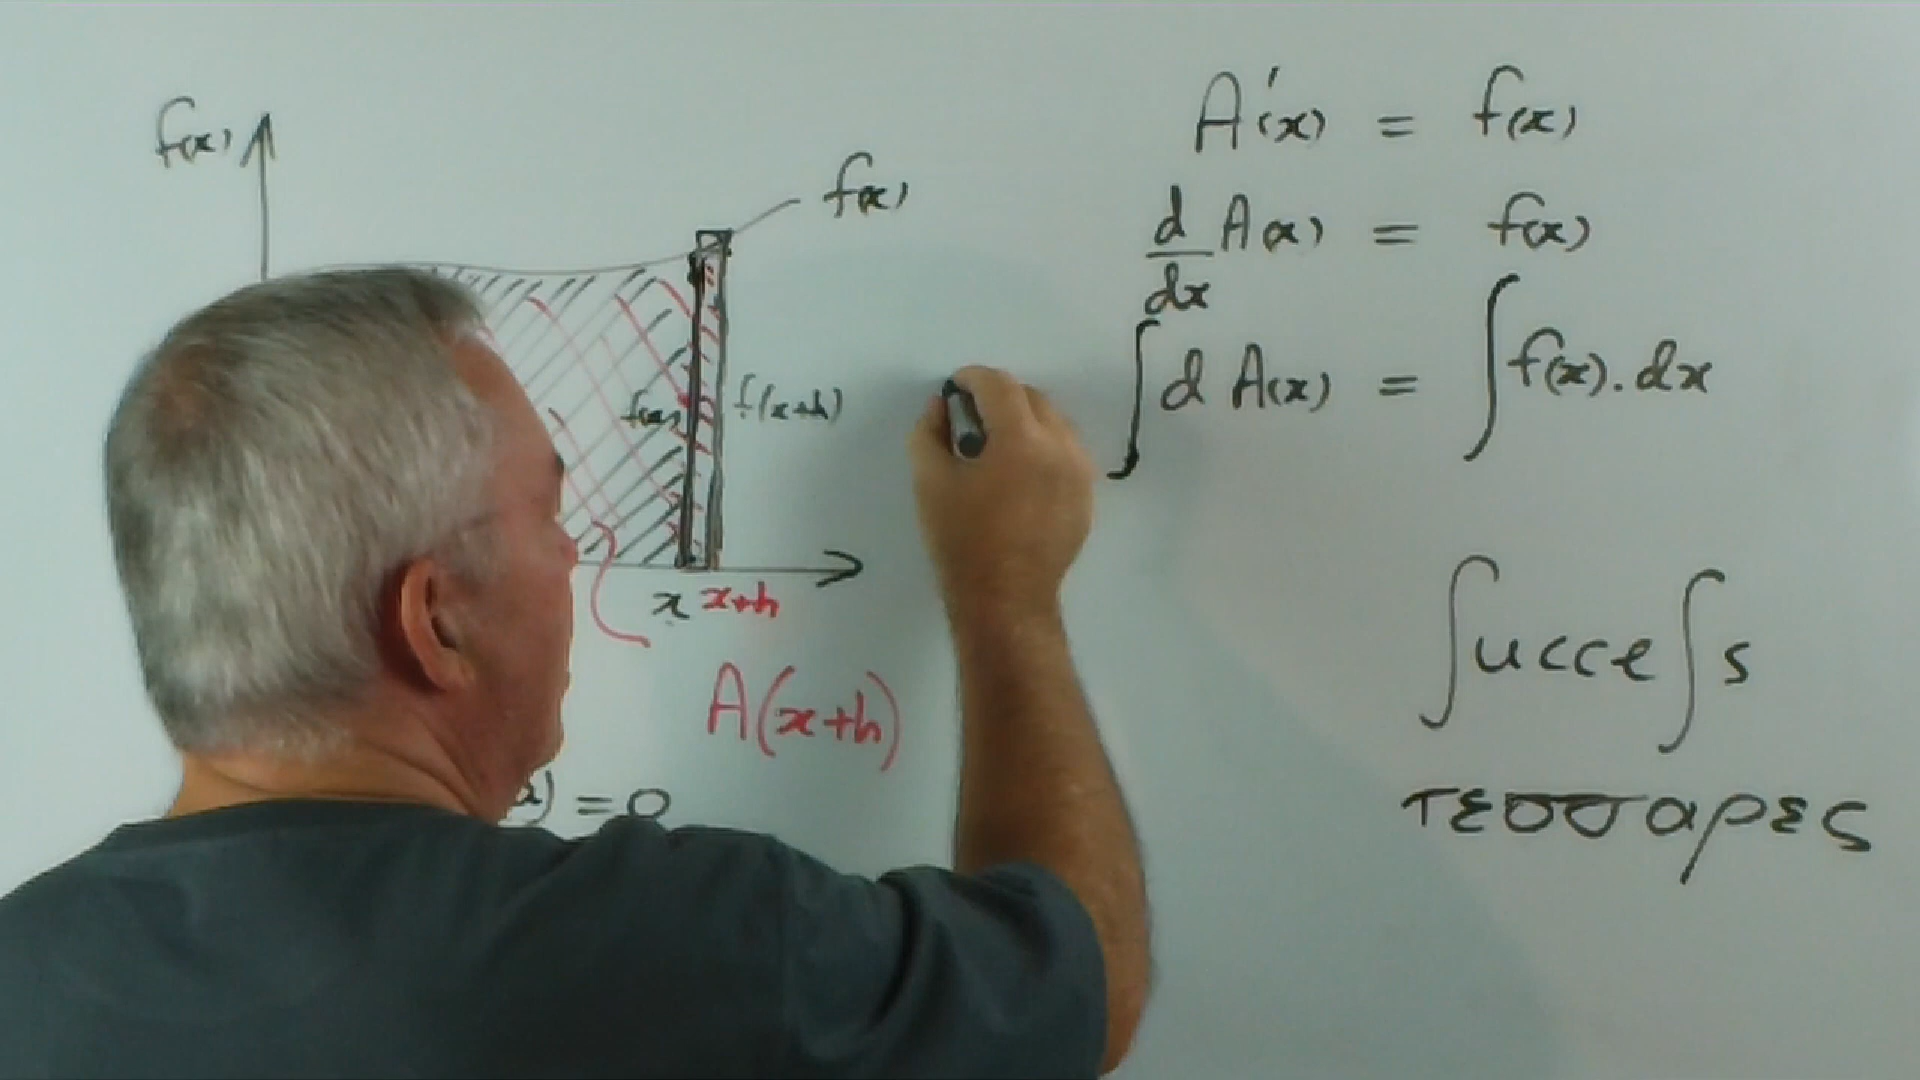 f(x)
f(x)
f(x) f(x+h)
x x+h
A(x+h)
) = 0
A'(x) = f(x)
d/dx A(x) = f(x)
∫ d A(x) = ∫ f(x). dx
∫ucce∫s
τεσσαρες